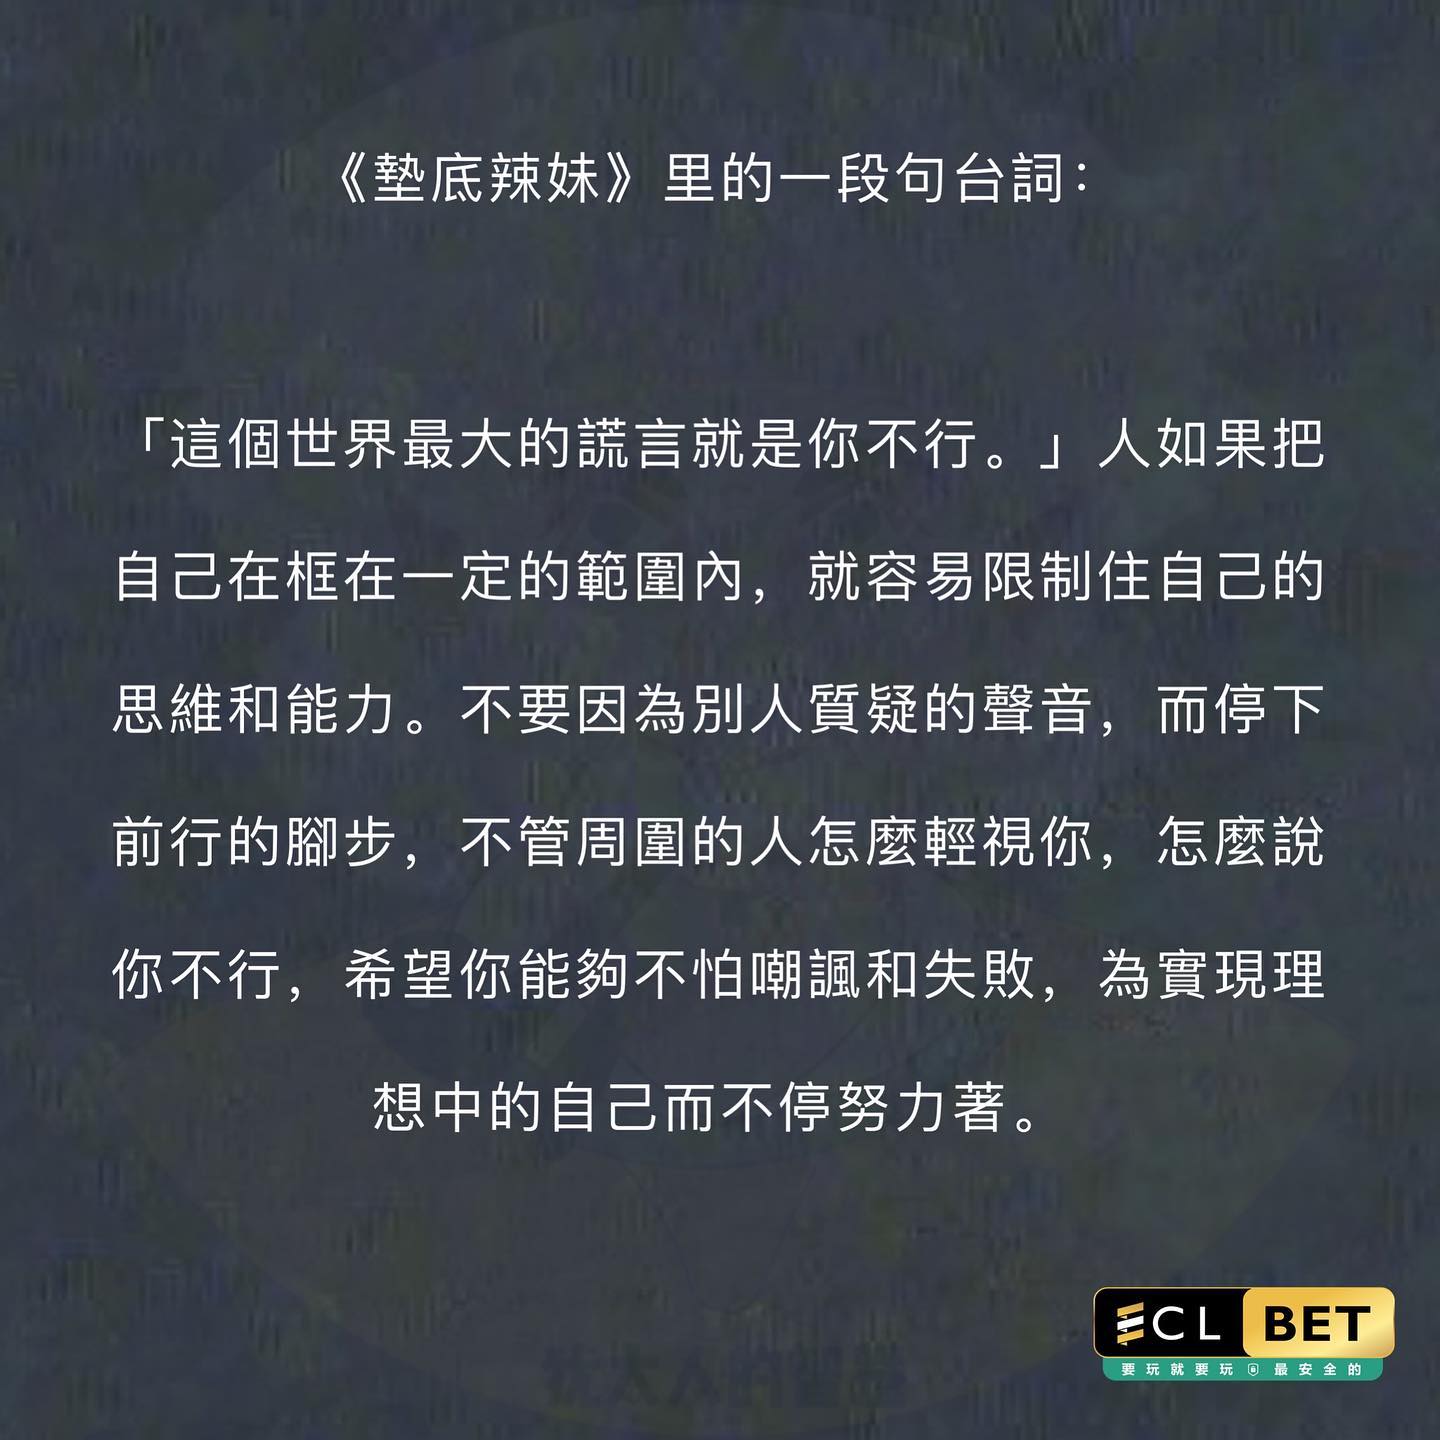 《墊底辣妹》里的一段句台詞：
「這個世界最大的謊言就是你不行。」人如果把
自己在框在一定的範圍內，就容易限制住自己的
思維和能力。不要因為別人質疑的聲音，而停下
前行的腳步，不管周圍的人怎麼輕視你，怎麼說
你不行，希望你能夠不怕嘲諷和失敗，為實現理
想中的自己而不停努力著。
ECL BET
要玩就要玩 最安全的